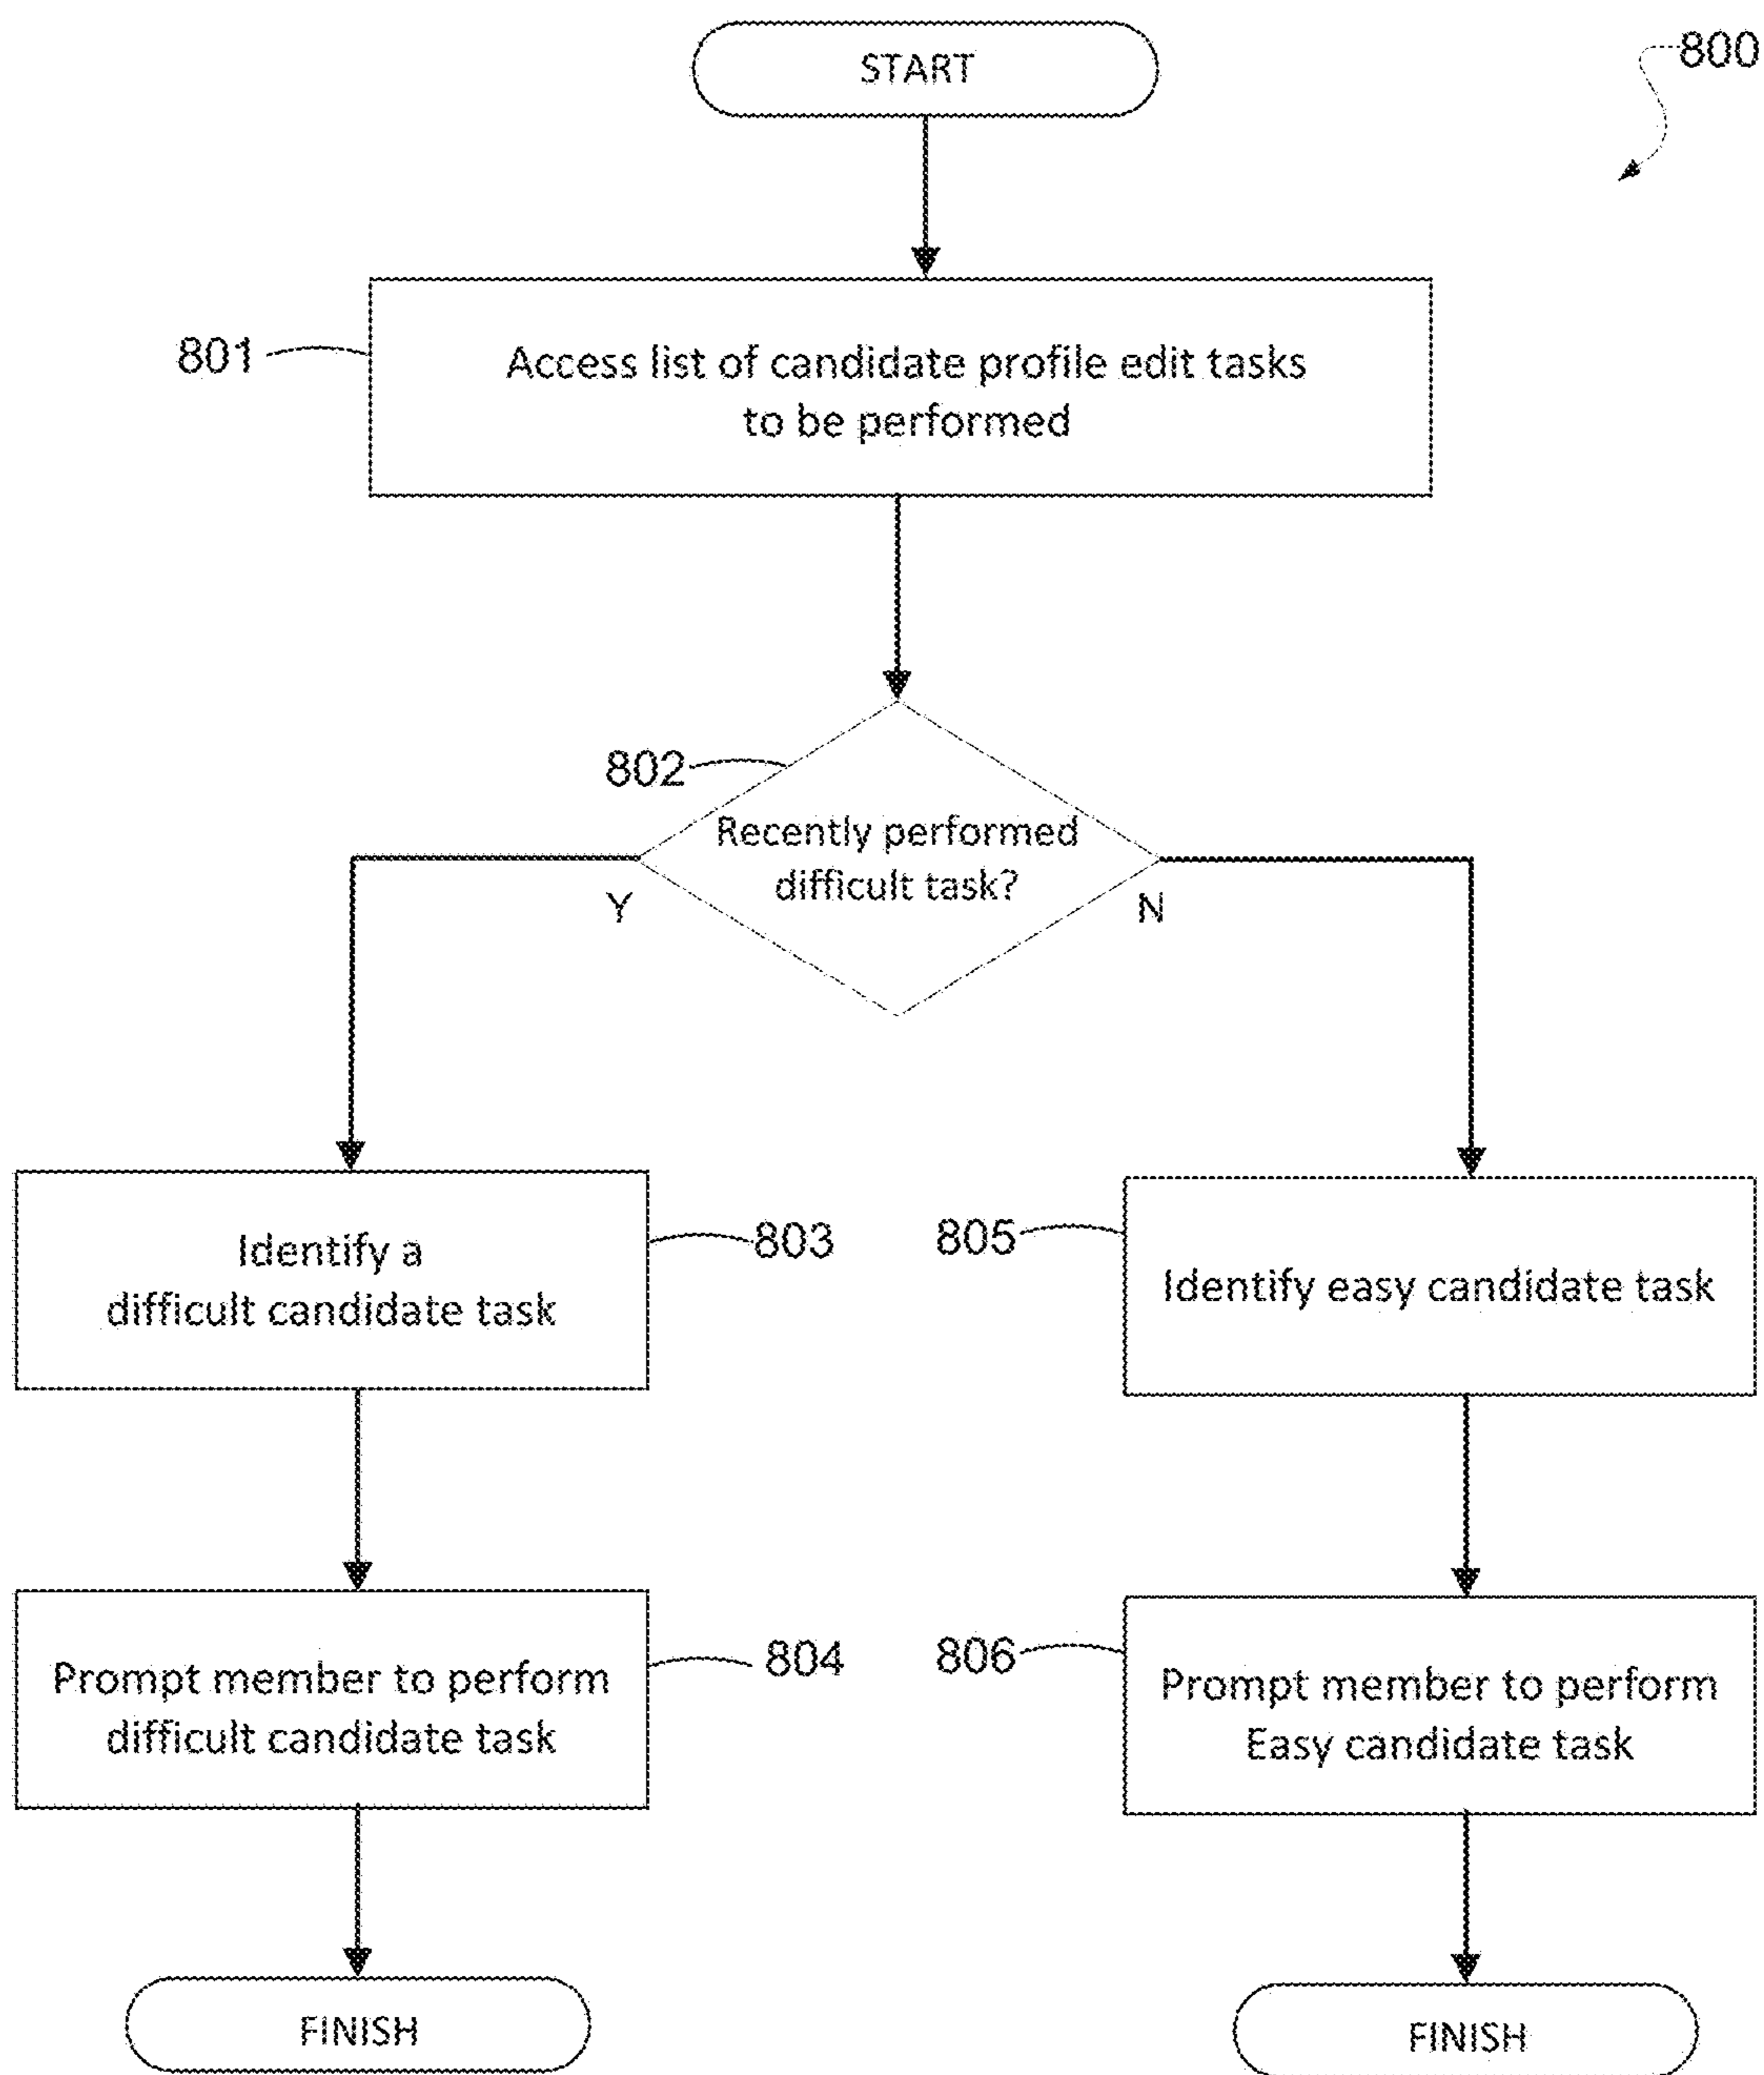 START
800
801
Access list of candidate profile edit tasks
to be performed
802
Recently performed
difficult task?
Y
N
Identify a
difficult candidate task
803
805
Identify easy candidate task
Prompt member to perform
difficult candidate task
804
806
Prompt member to perform
Easy candidate task
FINISH
FINISH